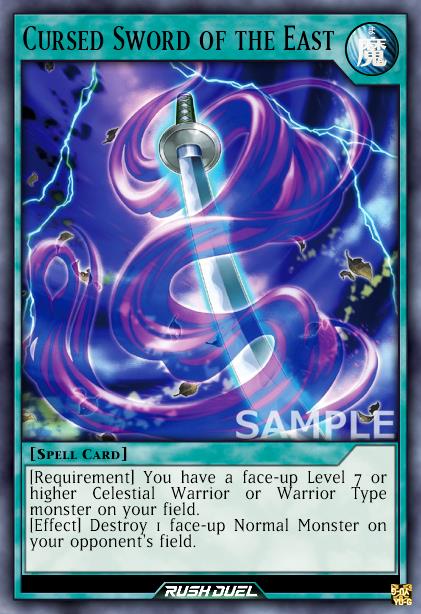 Cursed Sword of the East
ま
魔
SAMPLE
[Spell Card]
[Requirement] You have a face-up Level 7 or
higher Celestial Warrior or Warrior Type
monster on your field.
[Effect] Destroy 1 face-up Normal Monster on
your opponent's field.
RUSH DUEL